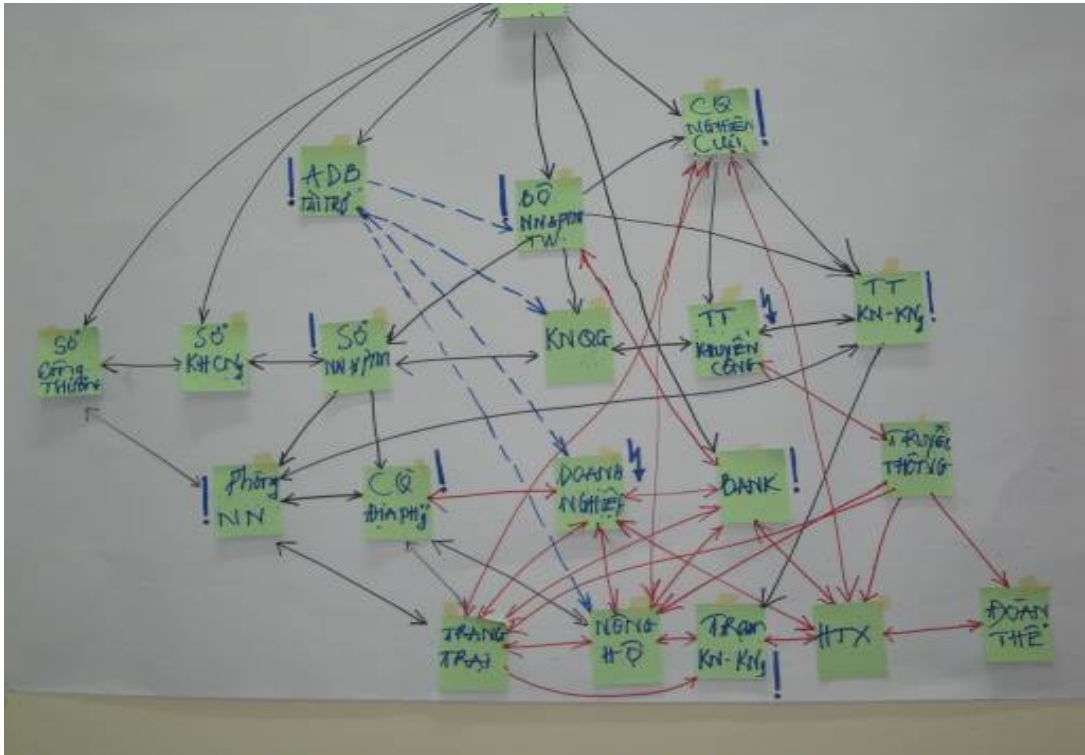 CQ
NGHIÊN
CỨU
ADB
TÀI TRỢ
BỘ
NN&PTNT
TW.
SỞ
CÔNG
THƯƠNG
SỞ
KHCNg
SỞ
NN&PTNT
KNQG
TT
KHUYẾN
CÔNG
TT
KN-KNg
Phòng
NN
CQ
ĐỊA PHg
DOANH
NGHIỆP
BANK
TRUYỀN
THÔNG
TRANG
TRẠI
NÔNG
HỘ
TRẠM
KN-KNg
HTX
ĐOÀN
THỂ